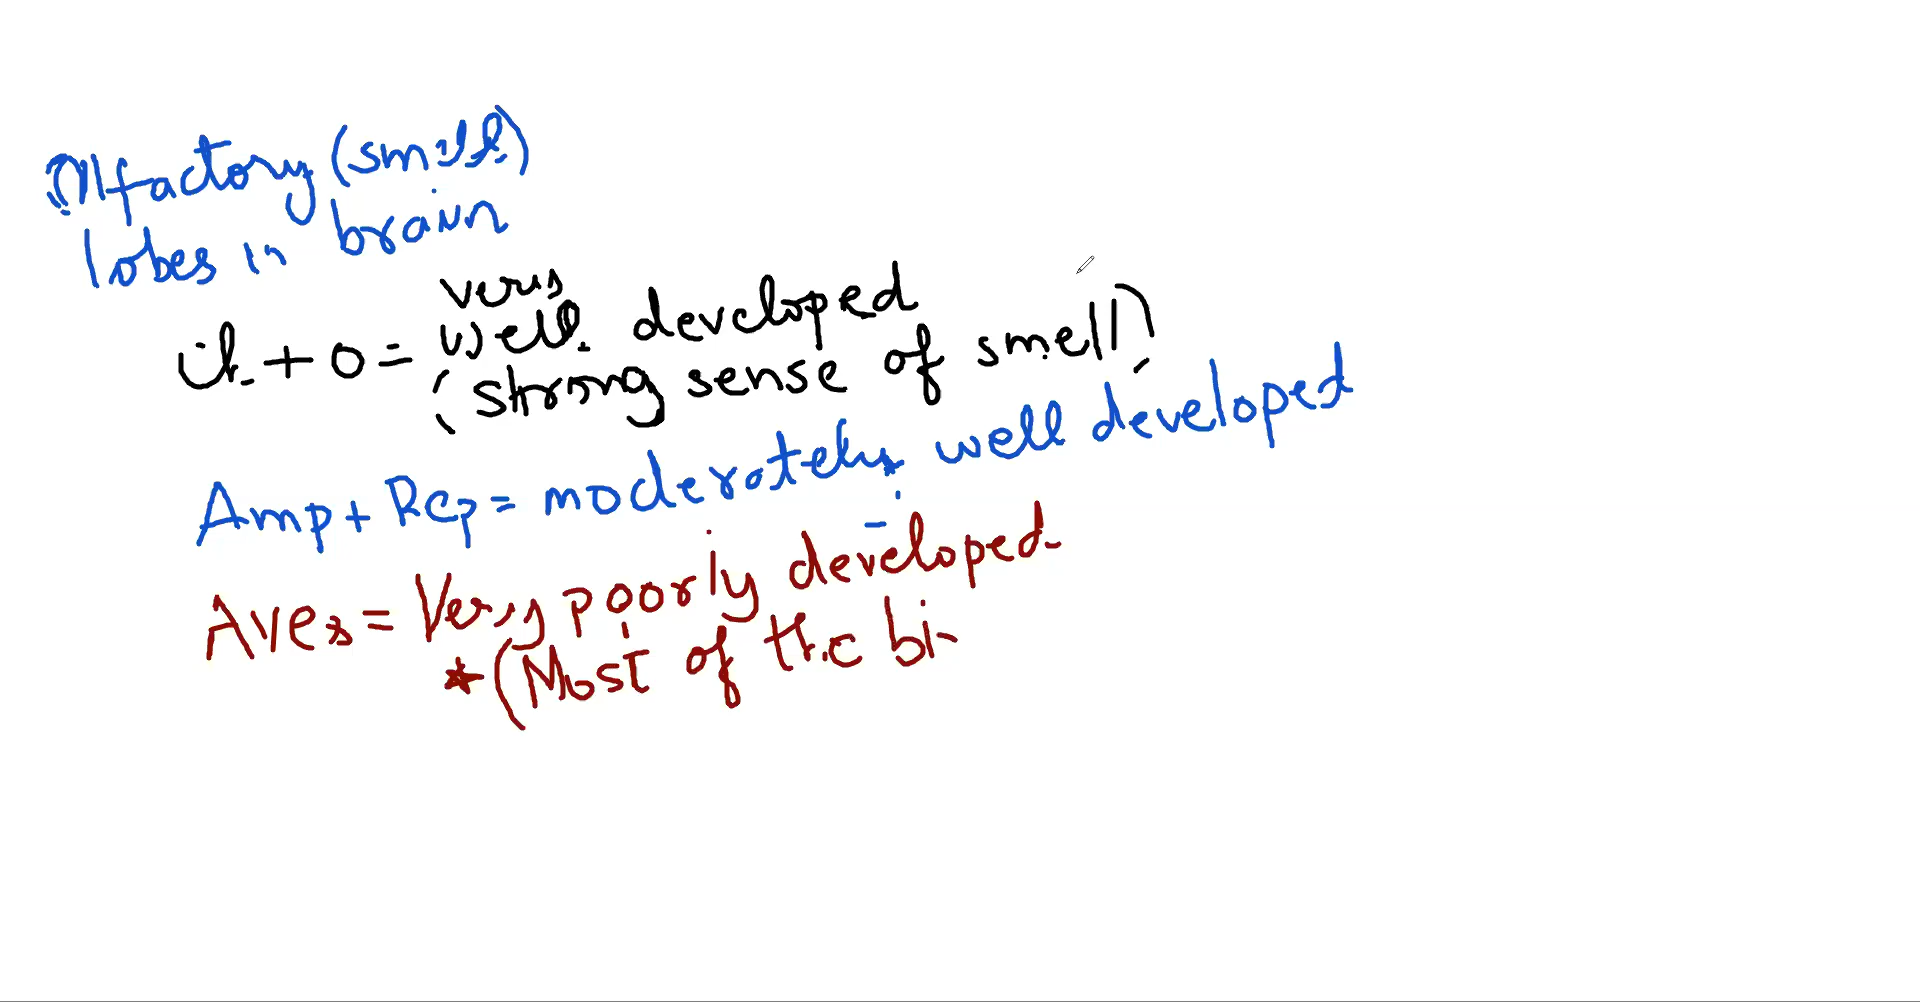 Olfactory (smell)
lobes in brain
very
+ O = well developed
(strong sense of smell)
Amp + Rep = moderately well developed
Aves = Very poorly developed
* (Most of the bi